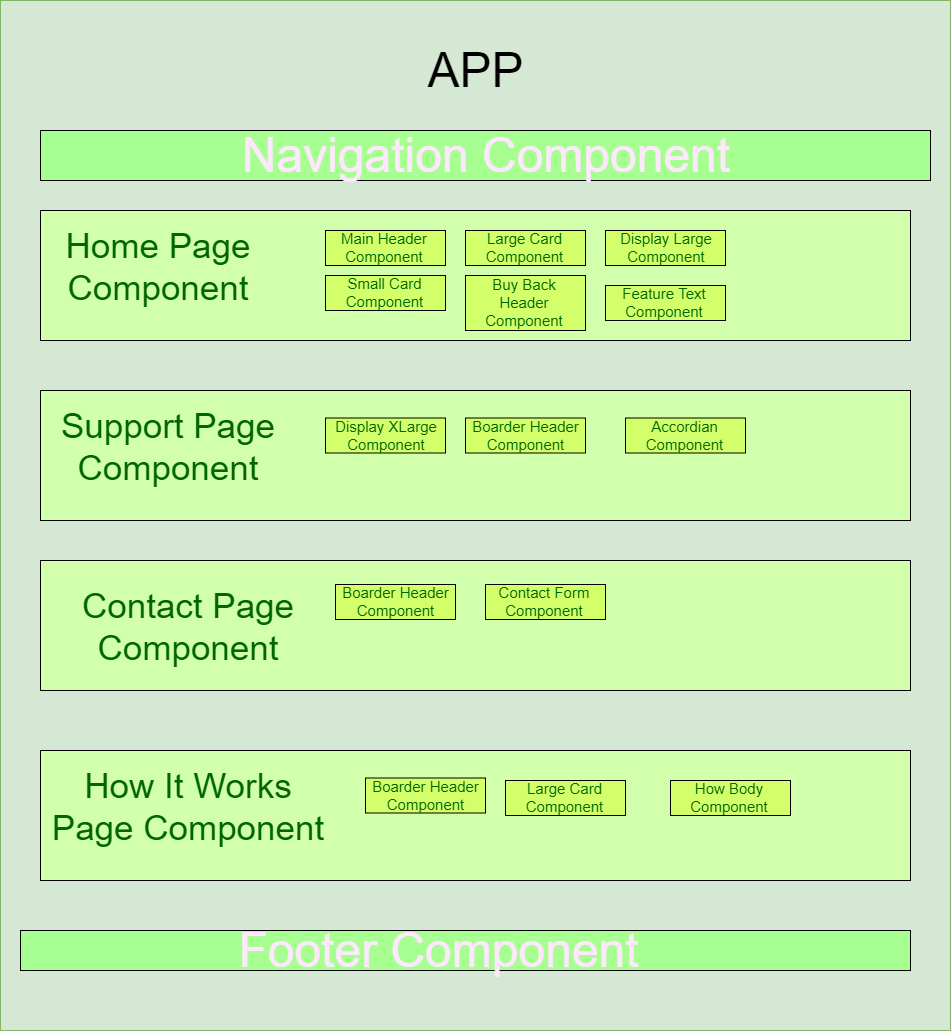 APP
Navigation Component
Home Page
Component
Main Header
Component
Large Card
Component
Display Large
Component
Small Card
Component
Buy Back
Header
Component
Feature Text
Component
Support Page
Component
Display XLarge
Component
Boarder Header
Component
Accordian
Component
Contact Page
Component
Boarder Header
Component
Contact Form
Component
How It Works
Page Component
Boarder Header
Component
Large Card
Component
How Body
Component
Footer Component